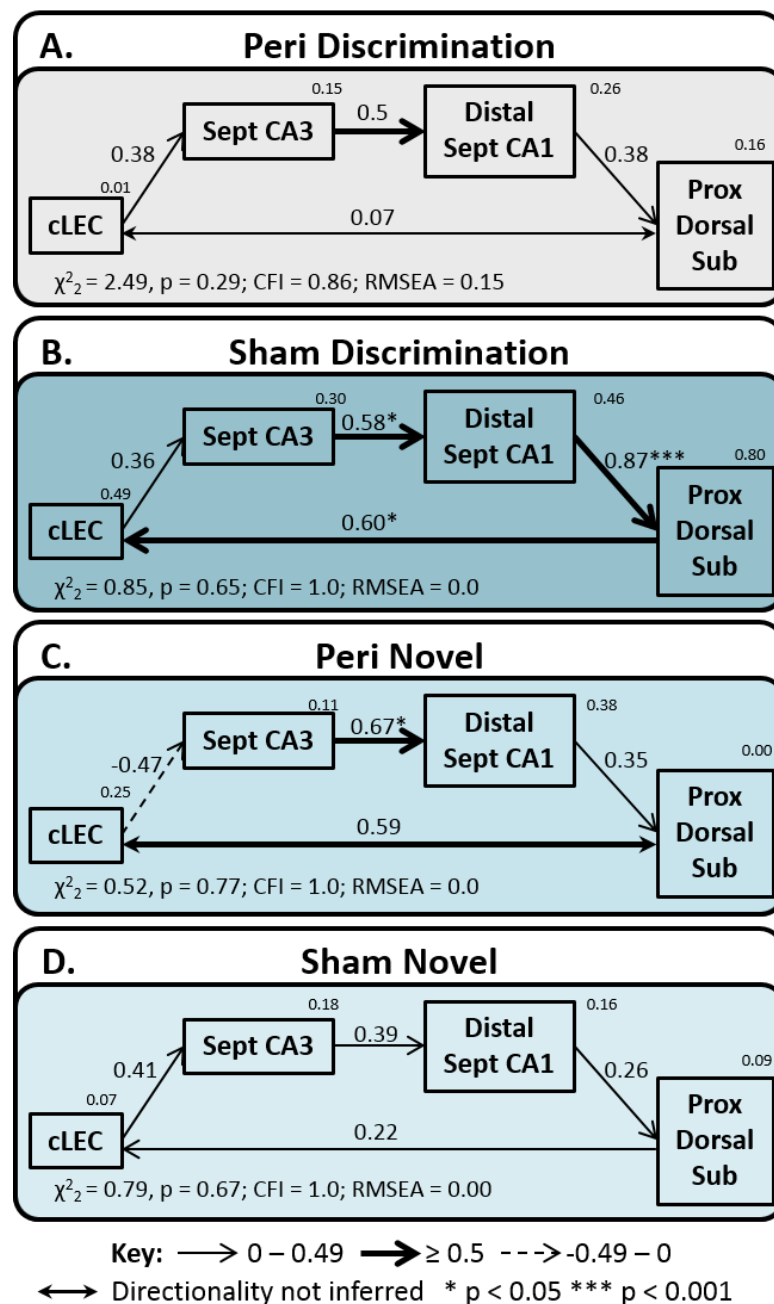 A. Peri Discrimination
0.15
0.26
Sept CA3
0.5
Distal
Sept CA1
0.38
0.38
0.16
0.01
cLEC
0.07
Prox
Dorsal
Sub
χ²₂ = 2.49, p = 0.29; CFI = 0.86; RMSEA = 0.15
B. Sham Discrimination
0.30
0.46
Sept CA3
0.58*
Distal
Sept CA1
0.36
0.87***
0.80
0.49
cLEC
0.60*
Prox
Dorsal
Sub
χ²₂ = 0.85, p = 0.65; CFI = 1.0; RMSEA = 0.0
C. Peri Novel
0.11
0.38
Sept CA3
0.67*
Distal
Sept CA1
-0.47
0.35
0.00
0.25
cLEC
0.59
Prox
Dorsal
Sub
χ²₂ = 0.52, p = 0.77; CFI = 1.0; RMSEA = 0.0
D. Sham Novel
0.18
0.16
Sept CA3
0.39
Distal
Sept CA1
0.41
0.26
0.09
0.07
cLEC
0.22
Prox
Dorsal
Sub
χ²₂ = 0.79, p = 0.67; CFI = 1.0; RMSEA = 0.00
Key: 0 – 0.49 ≥ 0.5 -0.49 – 0
Directionality not inferred * p < 0.05 *** p < 0.001